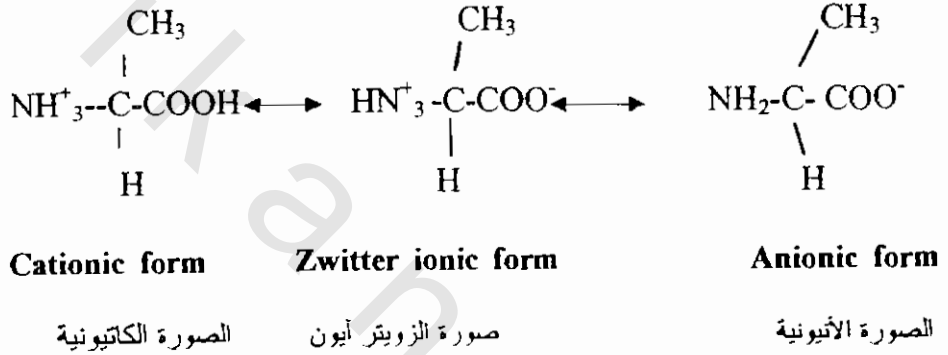 CH₃ CH₃ CH₃
NH⁺₃--C-COOH HN⁺₃-C-COO⁻ NH₂-C- COO⁻
H H H
Cationic form Zwitter ionic form Anionic form
الصورة الكاتيونية صورة الزويتر أيون الصورة الأنيونية